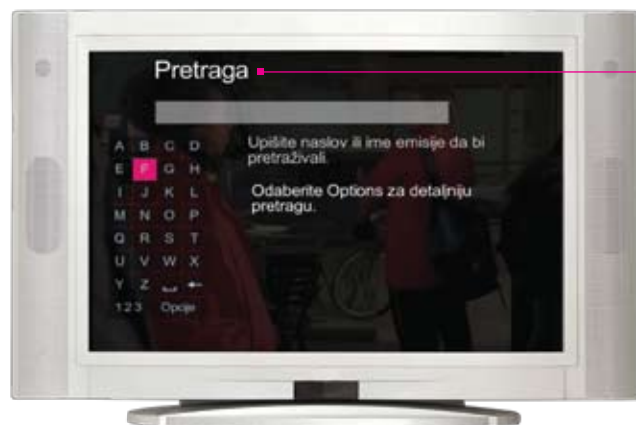 Pretraga
A B C D
E F G H
I J K L
M N O P
Q R S T
U V W X
Y Z ⎵ ←
123 Opcije
Upišite naslov ili ime emisije da bi
pretraživali.
Odaberite Options za detaljniju
pretragu.